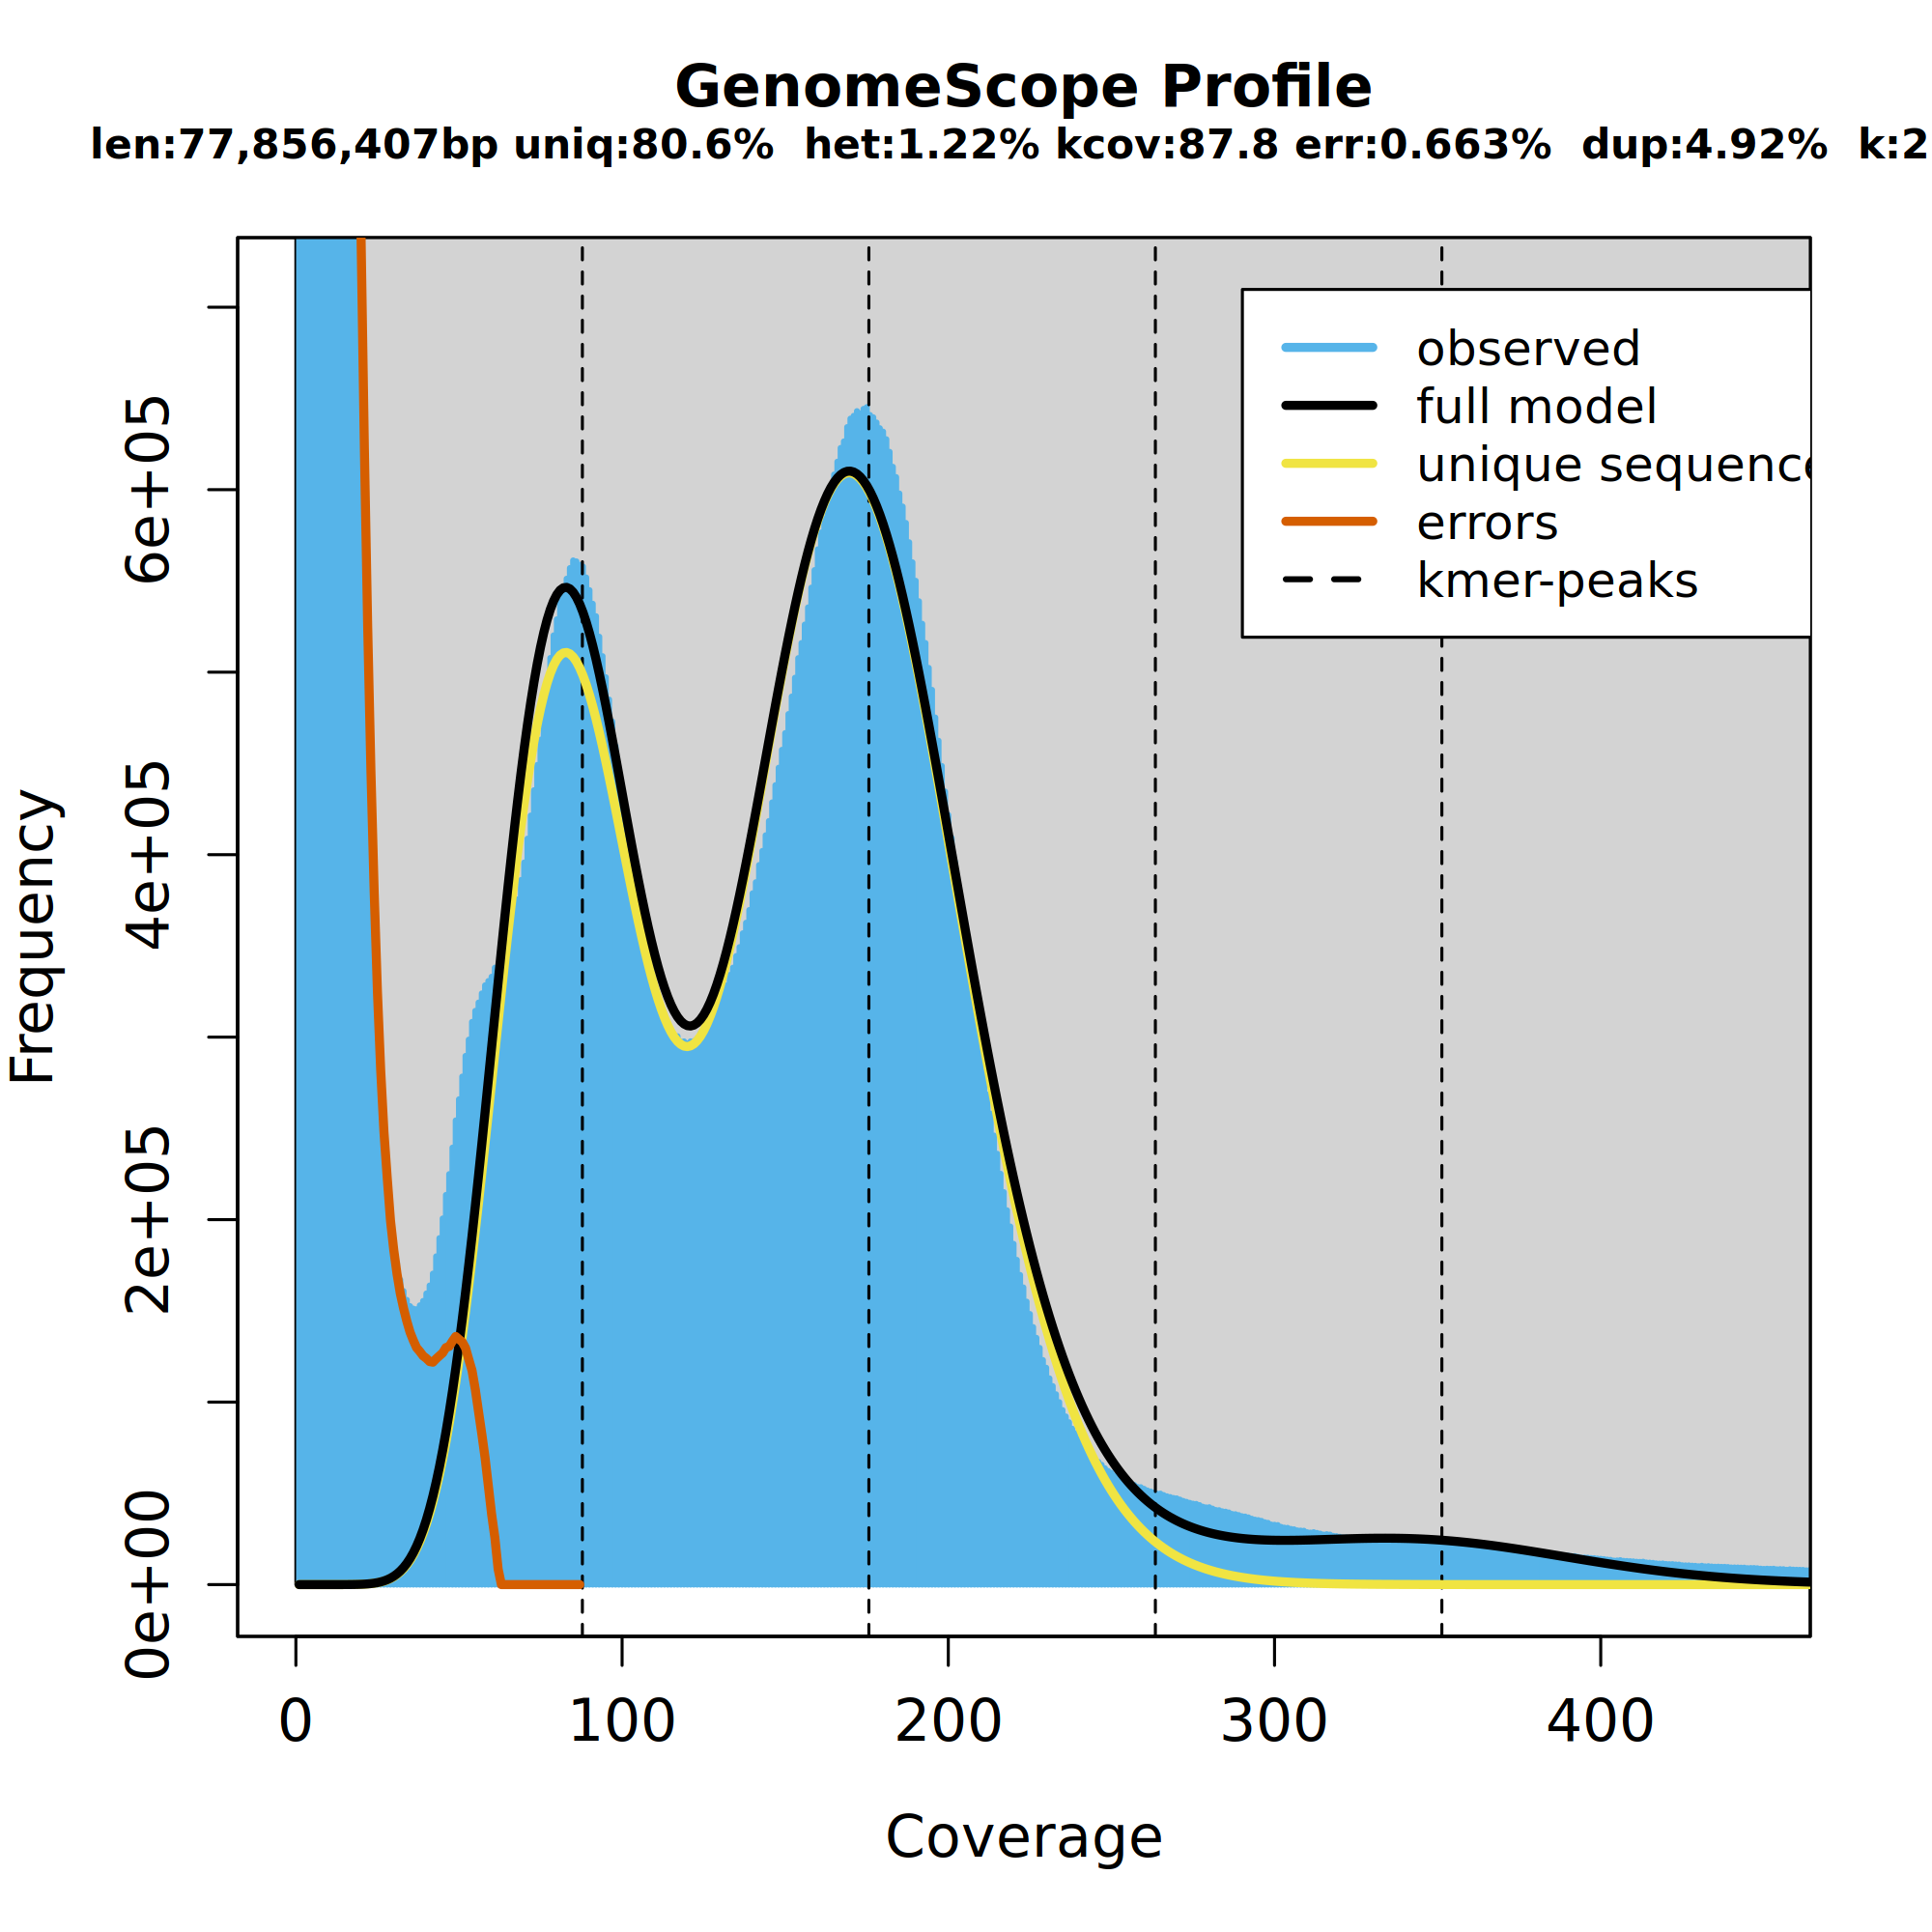 GenomeScope Profile
len:77,856,407bp uniq:80.6% het:1.22% kcov:87.8 err:0.663% dup:4.92% k:2
observed
full model
unique sequence
errors
kmer-peaks
Frequency
0e+00
2e+05
4e+05
6e+05
0
100
200
300
400
Coverage